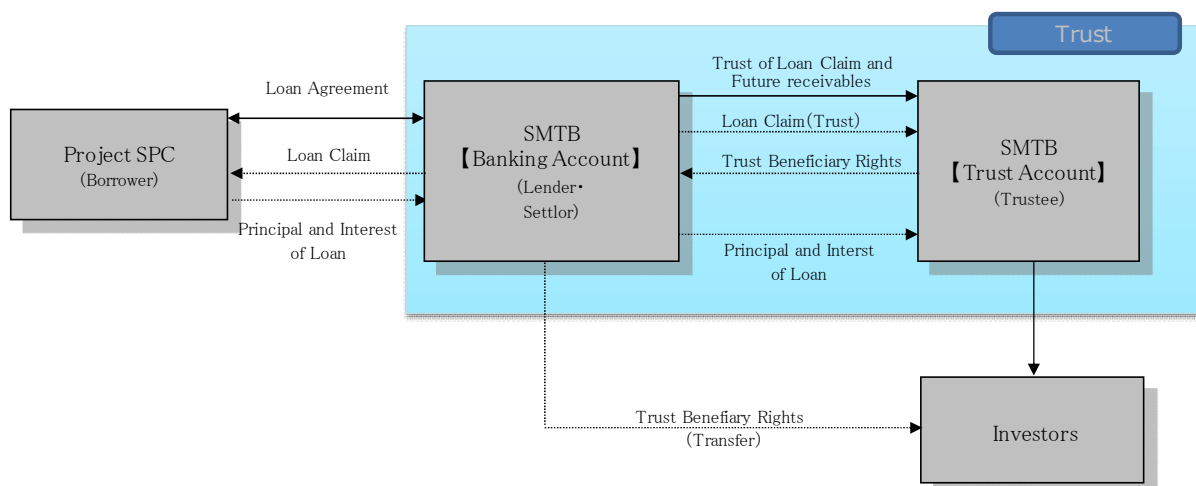 Trust
Trust of Loan Claim and
Future receivables
Loan Agreement
Loan Claim(Trust)
SMTB
【Banking Account】
(Lender・
Settlor)
SMTB
【Trust Account】
(Trustee)
Project SPC
(Borrower)
Loan Claim
Trust Beneficiary Rights
Principal and Interest
of Loan
Principal and Interst
of Loan
Trust Benefiary Rights
(Transfer)
Investors